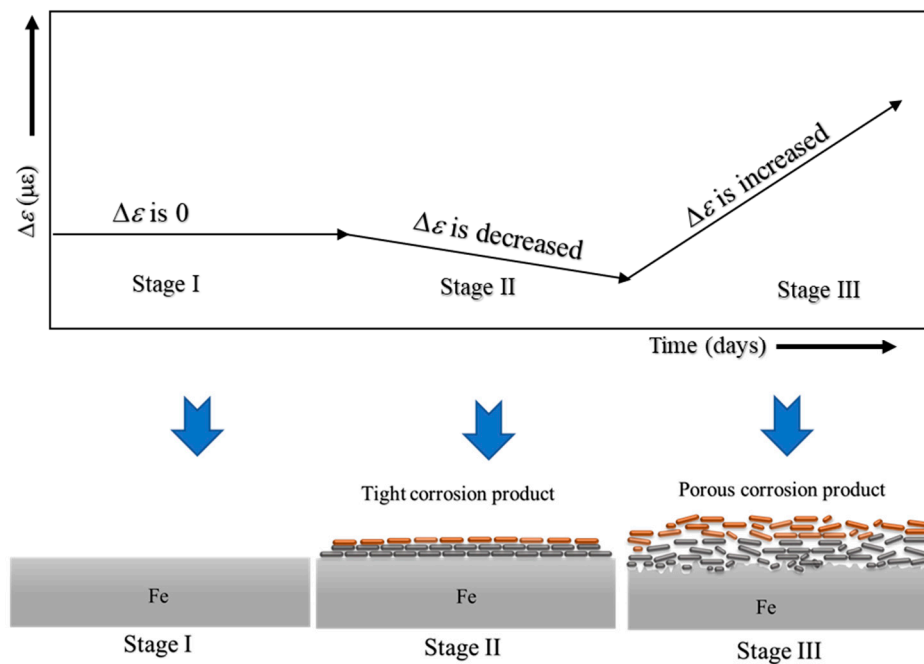 Δε (με)
Δε is 0
Δε is decreased
Δε is increased
Stage I
Stage II
Stage III
Time (days)
Tight corrosion product
Porous corrosion product
Fe
Fe
Fe
Stage I
Stage II
Stage III